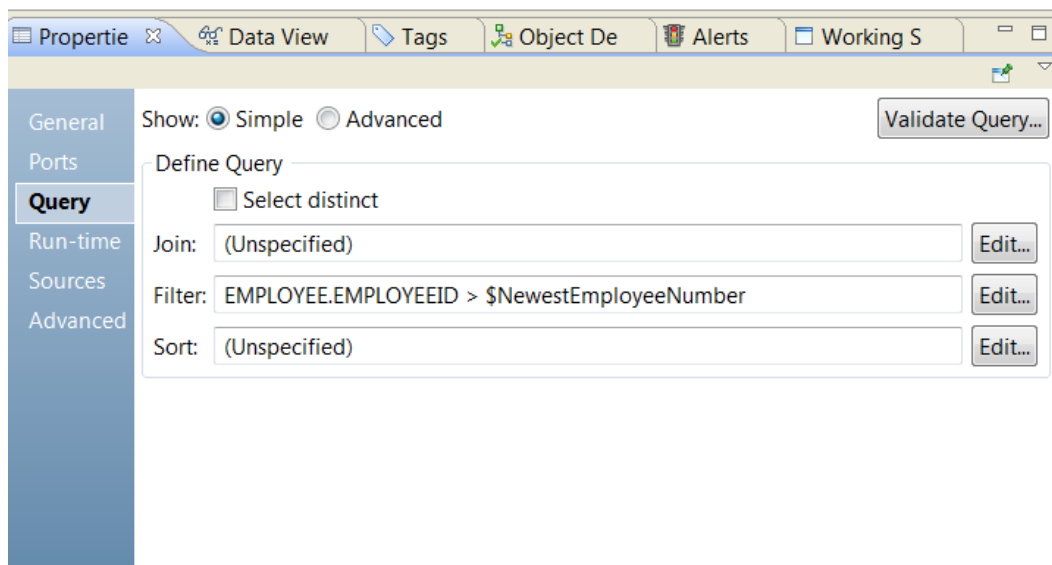 Propertie Data View Tags Object De Alerts Working S
General
Ports
Query
Run-time
Sources
Advanced
Show: Simple Advanced Validate Query...
Define Query
Select distinct
Join: (Unspecified) Edit...
Filter: EMPLOYEE.EMPLOYEEID > $NewestEmployeeNumber Edit...
Sort: (Unspecified) Edit...